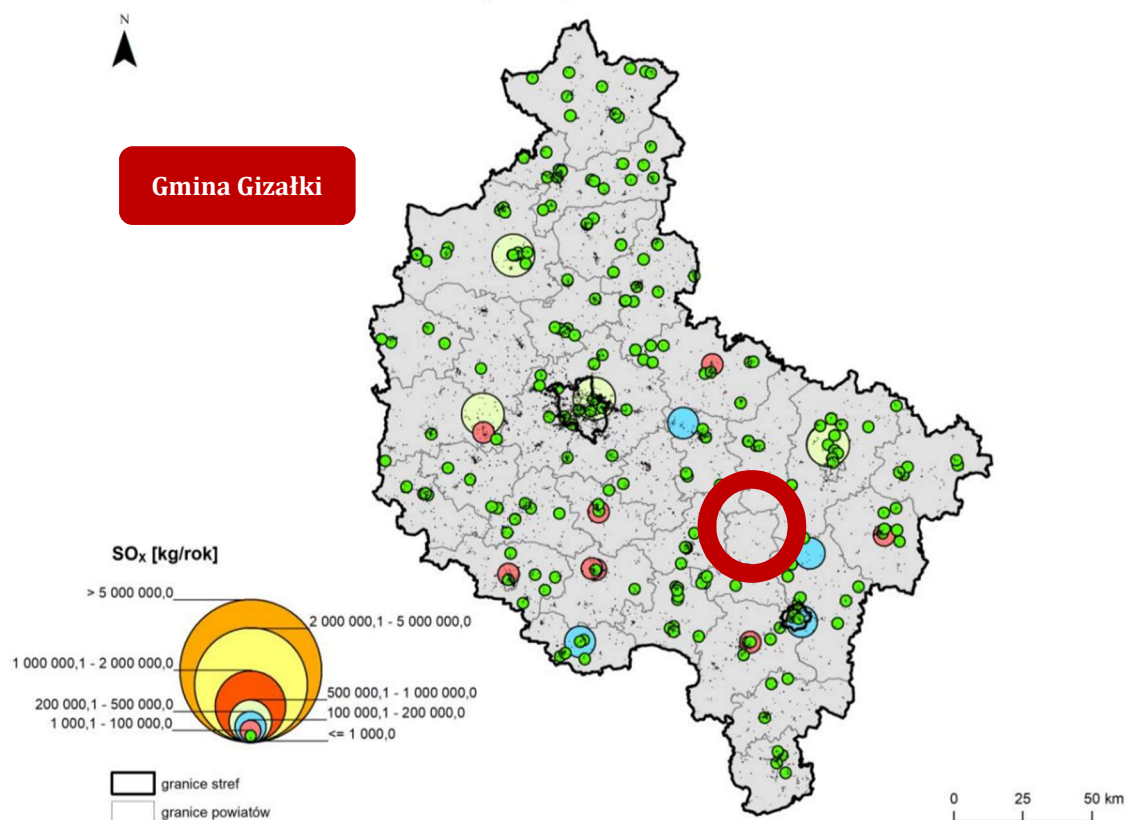 N
Gmina Gizałki
SOx [kg/rok]
> 5 000 000,0
2 000 000,1 - 5 000 000,0
1 000 000,1 - 2 000 000,0
500 000,1 - 1 000 000,0
200 000,1 - 500 000,0
100 000,1 - 200 000,0
1 000,1 - 100 000,0
<= 1 000,0
granice stref
granice powiatów
0 25 50 km